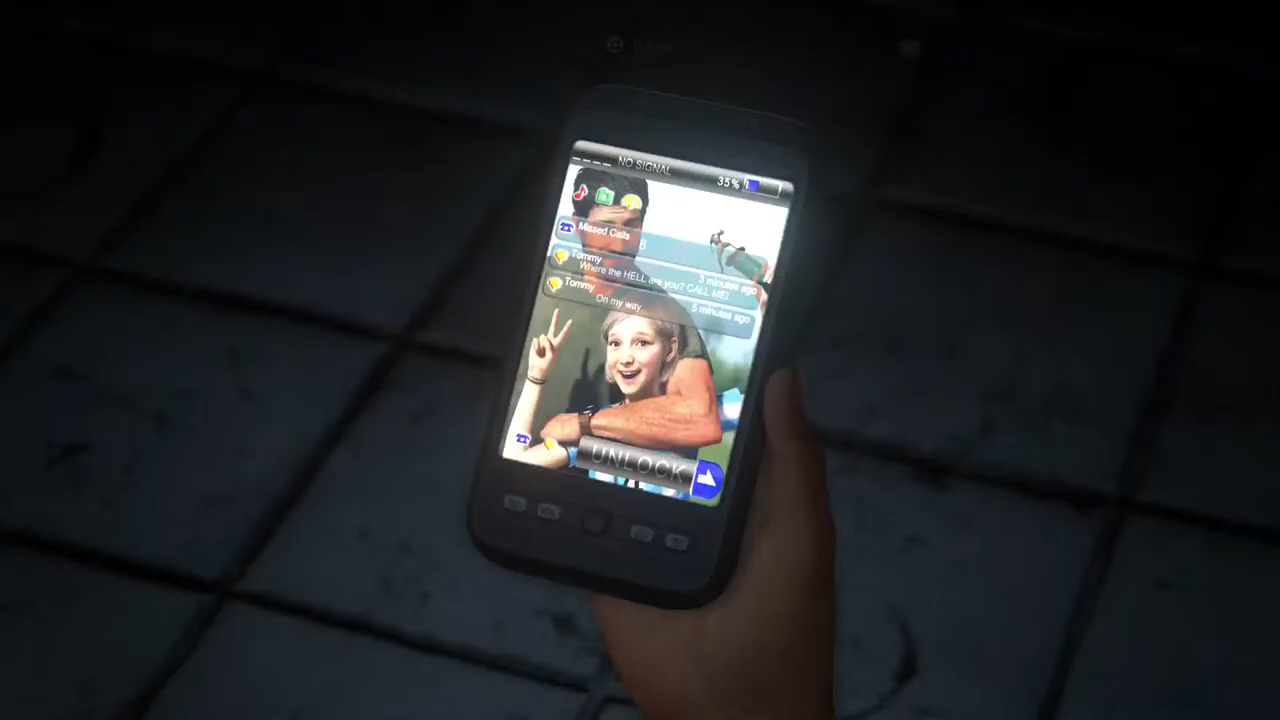 NO SIGNAL
35%
Missed Calls
8
Tommy
3 minutes ago
Where the HELL are you? CALL ME!
Tommy
5 minutes ago
On my way
UNLOCK